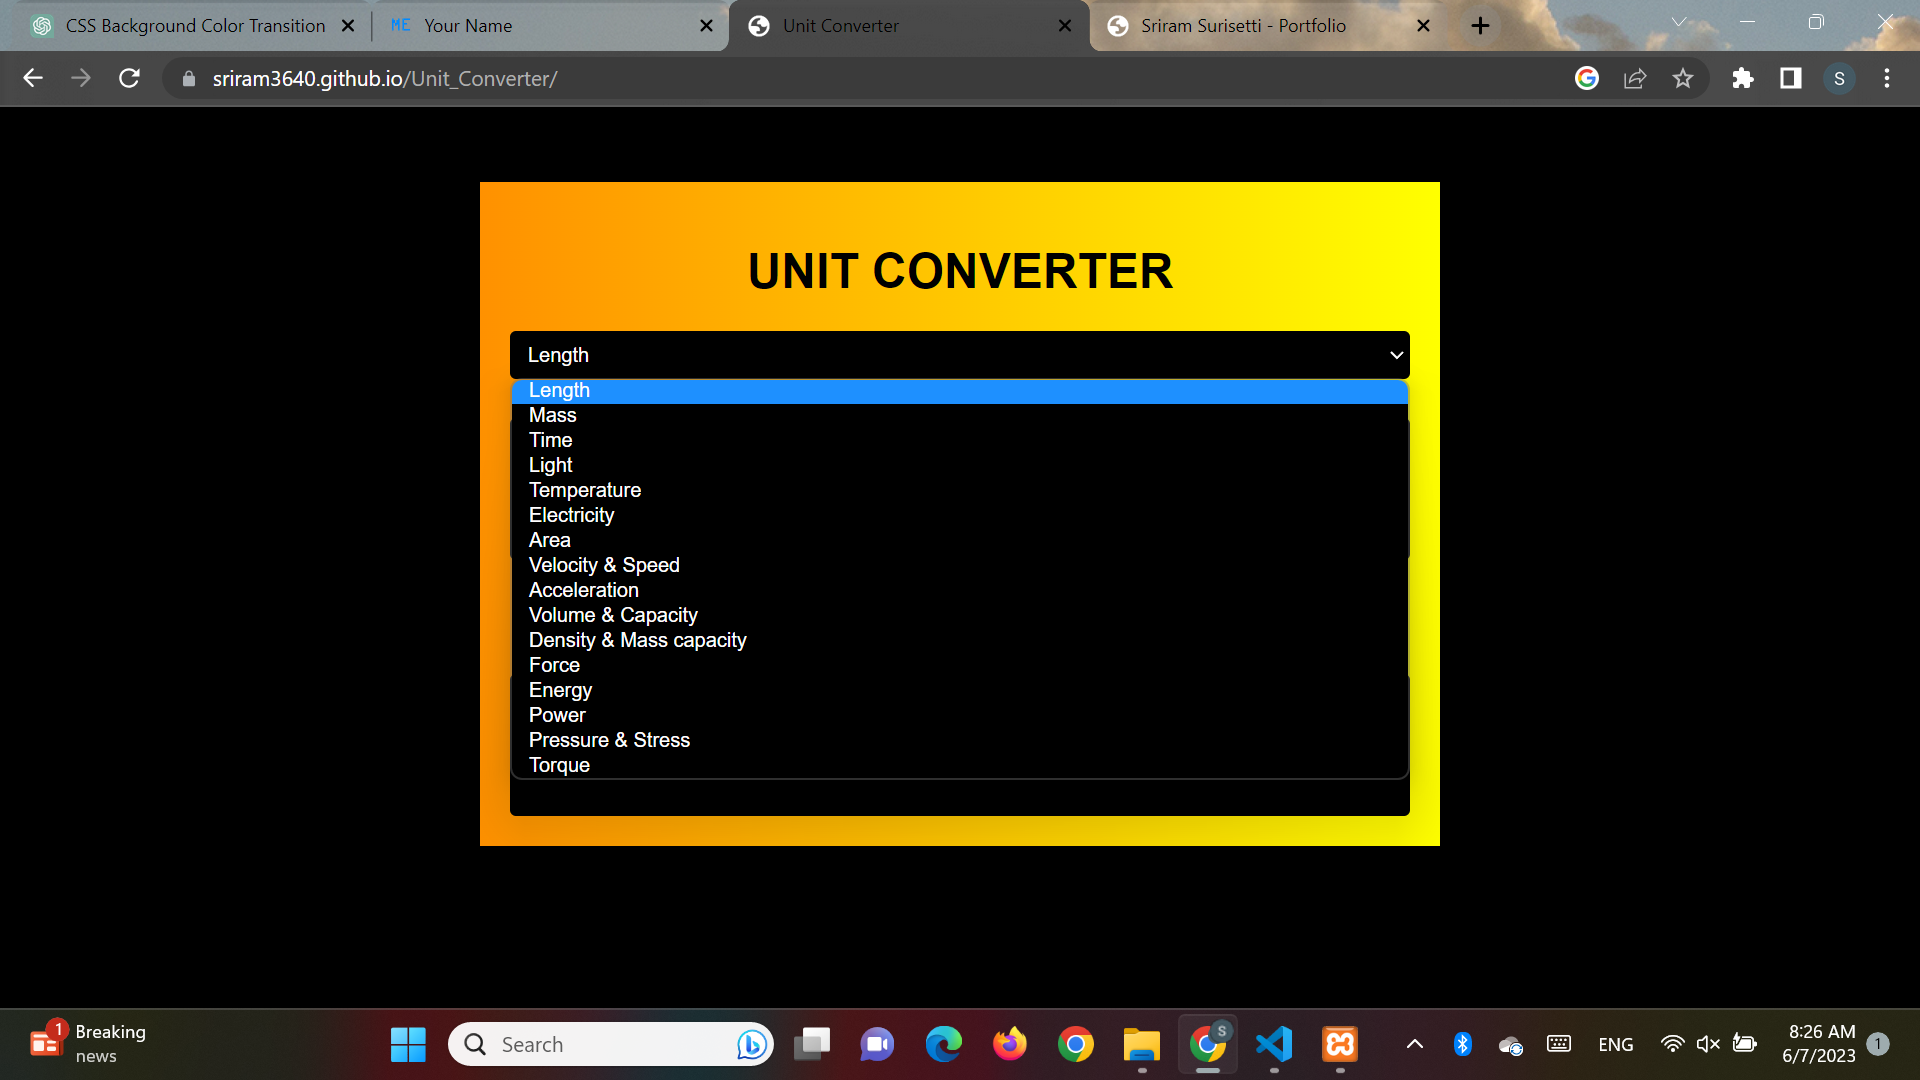 CSS Background Color Transition
ME Your Name
Unit Converter
Sriram Surisetti - Portfolio
sriram3640.github.io/Unit_Converter/
S
UNIT CONVERTER
Length
Length
Mass
Time
Light
Temperature
Electricity
Area
Velocity & Speed
Acceleration
Volume & Capacity
Density & Mass capacity
Force
Energy
Power
Pressure & Stress
Torque
1
Breaking
news
Search
S
ENG
8:26 AM
6/7/2023
1